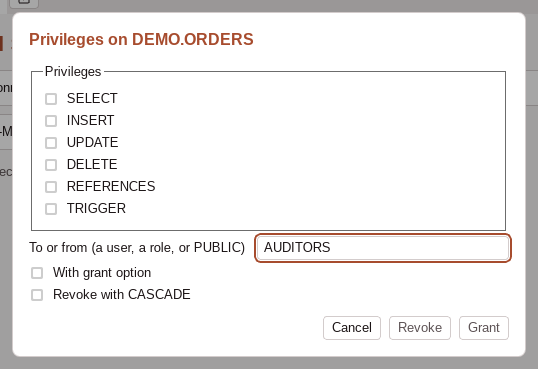 Privileges on DEMO.ORDERS
Privileges
SELECT
INSERT
UPDATE
DELETE
REFERENCES
TRIGGER
To or from (a user, a role, or PUBLIC) AUDITORS
With grant option
Revoke with CASCADE
Cancel Revoke Grant